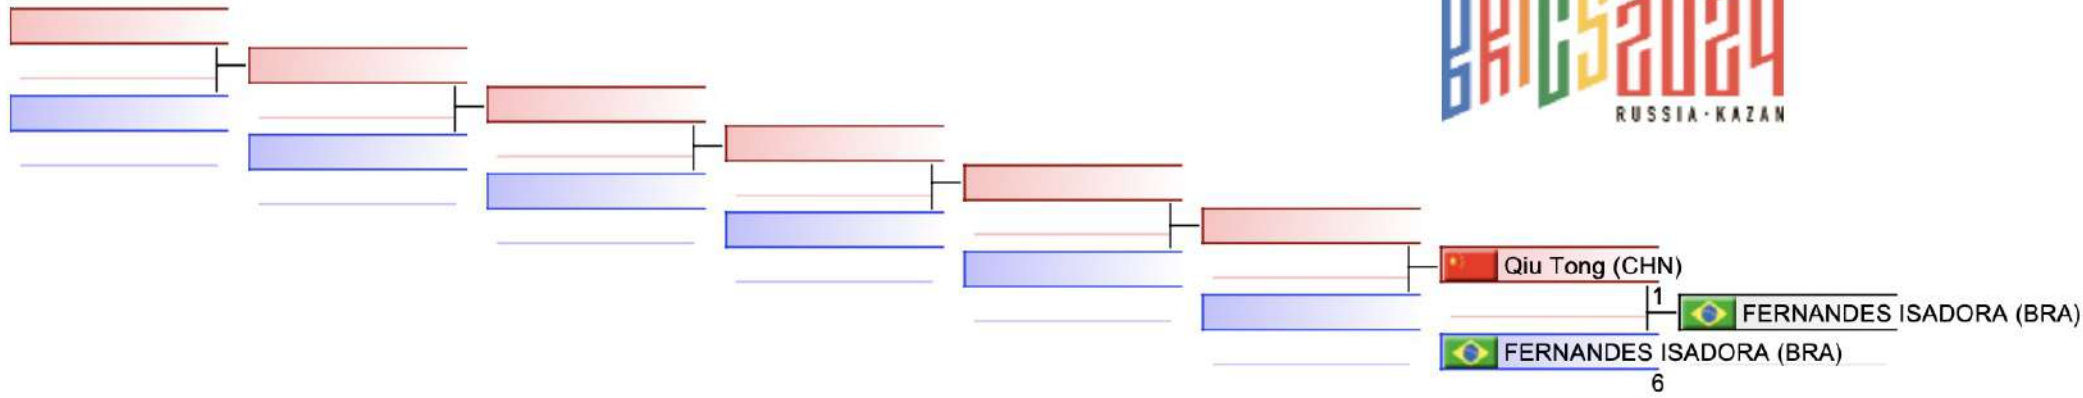 BRICS2024
RUSSIA·KAZAN
Qiu Tong (CHN)
1
FERNANDES ISADORA (BRA)
FERNANDES ISADORA (BRA)
6